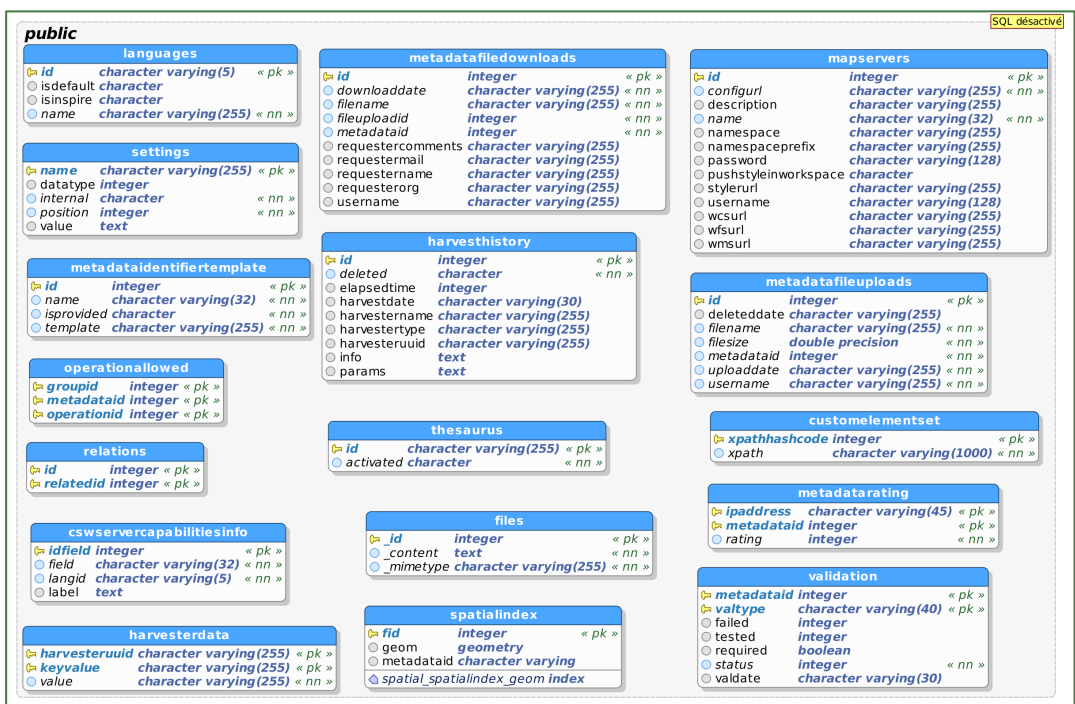 SQL désactivé
public
languages
id character varying(5) « pk »
isdefault character
isinspire character
name character varying(255) « nn »
settings
name character varying(255) « pk »
datatype integer
internal character « nn »
position integer « nn »
value text
metadataidentifiertemplate
id integer « pk »
name character varying(32) « nn »
isprovided character « nn »
template character varying(255) « nn »
operationallowed
groupid integer « pk »
metadataid integer « pk »
operationid integer « pk »
relations
id integer « pk »
relatedid integer « pk »
cswservercapabilitiesinfo
idfield integer « pk »
field character varying(32) « nn »
langid character varying(5) « nn »
label text
harvesterdata
harvesteruuid character varying(255) « pk »
keyvalue character varying(255) « pk »
value character varying(255) « nn »
metadatafiledownloads
id integer « pk »
downloaddate character varying(255) « nn »
filename character varying(255) « nn »
fileuploadid integer « nn »
metadataid integer « nn »
requestercomments character varying(255)
requestermail character varying(255)
requestername character varying(255)
requesterorg character varying(255)
username character varying(255)
harvesthistory
id integer « pk »
deleted character « nn »
elapsedtime integer
harvestdate character varying(30)
harvestername character varying(255)
harvestertype character varying(255)
harvesteruuid character varying(255)
info text
params text
thesaurus
id character varying(255) « pk »
activated character « nn »
files
_id integer « pk »
_content text « nn »
_mimetype character varying(255) « nn »
spatialindex
fid integer « pk »
geom geometry
metadataid character varying
spatial_spatialindex_geom index
mapservers
id integer « pk »
configurl character varying(255) « nn »
description character varying(255)
name character varying(32) « nn »
namespace character varying(255)
namespaceprefix character varying(255)
password character varying(128)
pushstyleinworkspace character
stylerurl character varying(255)
username character varying(128)
wcsurl character varying(255)
wfsurl character varying(255)
wmsurl character varying(255)
metadatafileuploads
id integer « pk »
deleteddate character varying(255)
filename character varying(255) « nn »
filesize double precision « nn »
metadataid integer « nn »
uploaddate character varying(255) « nn »
username character varying(255) « nn »
customelementset
xpathhashcode integer « pk »
xpath character varying(1000) « nn »
metadatarating
ipaddress character varying(45) « pk »
metadataid integer « pk »
rating integer « nn »
validation
metadataid integer « pk »
valtype character varying(40) « pk »
failed integer
tested integer
required boolean
status integer « nn »
valdate character varying(30)